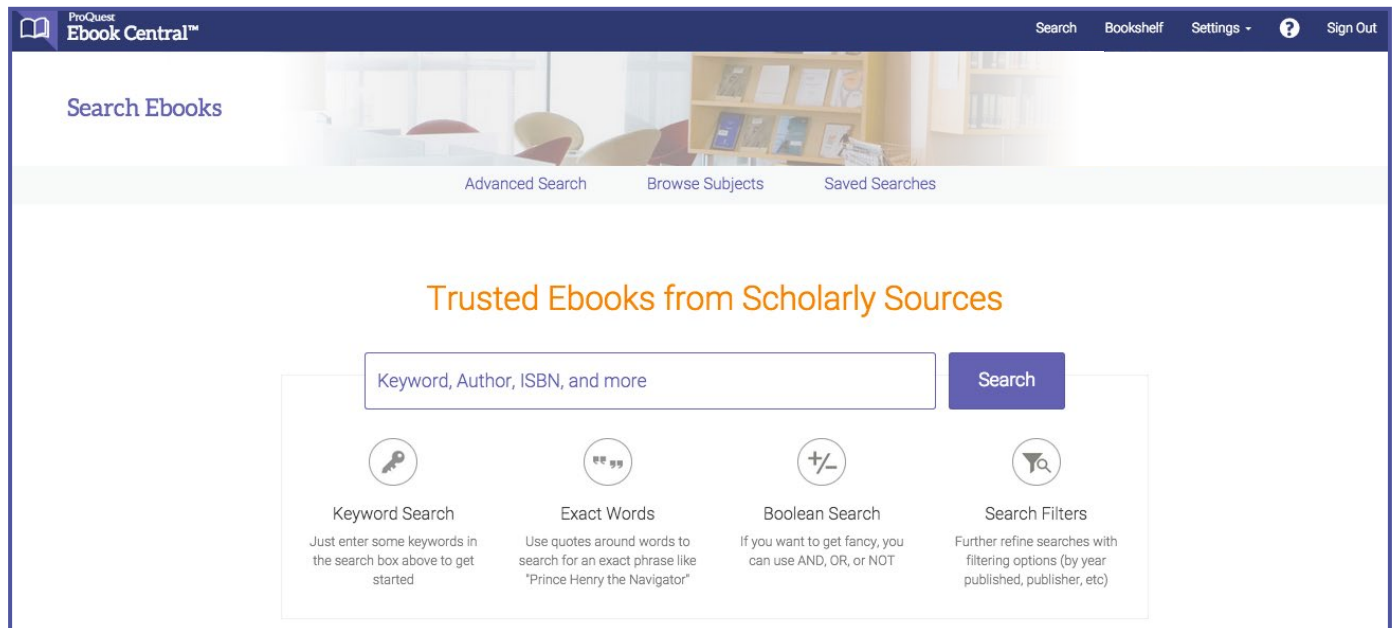 ProQuest
Ebook Central™
Search Bookshelf Settings ? Sign Out
Search Ebooks
Advanced Search Browse Subjects Saved Searches
Trusted Ebooks from Scholarly Sources
Keyword, Author, ISBN, and more
Search
Keyword Search
Just enter some keywords in
the search box above to get
started
Exact Words
Use quotes around words to
search for an exact phrase like
"Prince Henry the Navigator"
+/-
Boolean Search
If you want to get fancy, you
can use AND, OR, or NOT
Search Filters
Further refine searches with
filtering options (by year
published, publisher, etc)